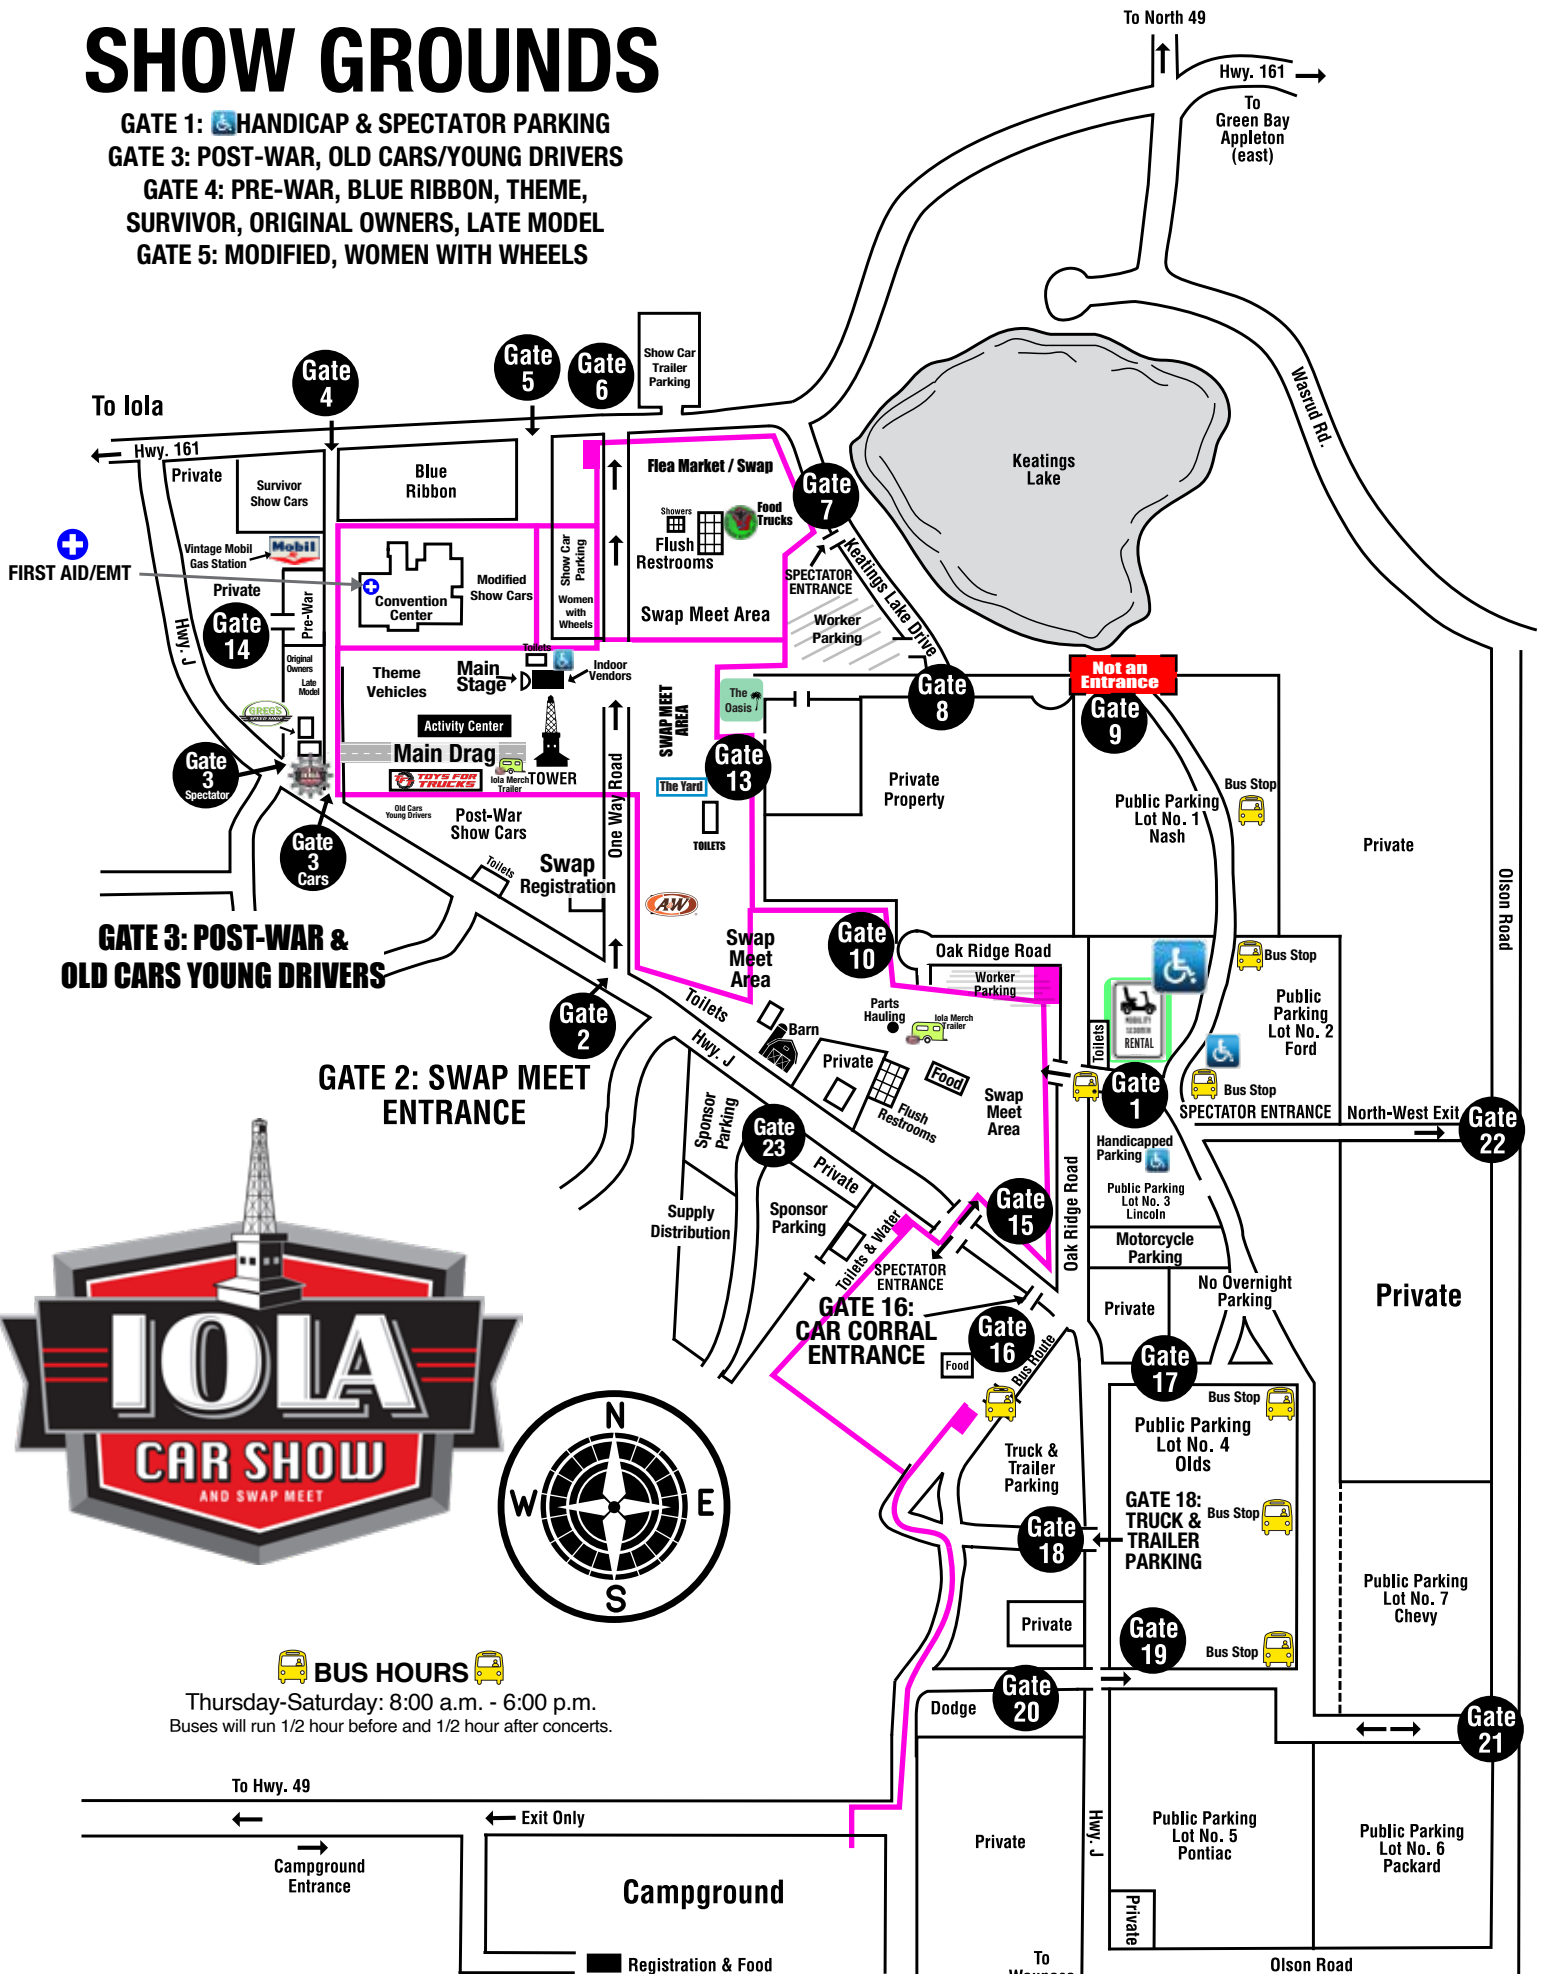 SHOW GROUNDS
GATE 1: HANDICAP & SPECTATOR PARKING
GATE 3: POST-WAR, OLD CARS/YOUNG DRIVERS
GATE 4: PRE-WAR, BLUE RIBBON, THEME,
SURVIVOR, ORIGINAL OWNERS, LATE MODEL
GATE 5: MODIFIED, WOMEN WITH WHEELS
To North 49
Hwy. 161
To
Green Bay
Appleton
(east)
Wasrud Rd.
Keatings
Lake
Show Car
Trailer
Parking
Gate
4
Gate
5
Gate
6
To Iola
Hwy. 161
Private
Survivor
Show Cars
Blue
Ribbon
Flea Market / Swap
Showers
Food
Trucks
Flush
Restrooms
Gate
7
SPECTATOR
ENTRANCE
Keatings Lake Drive
Worker
Parking
FIRST AID/EMT
Vintage Mobil
Gas Station
Mobil
Private
Gate
14
Pre-War
Hwy. J
Convention
Center
Modified
Show Cars
Show Car
Parking
Women
with
Wheels
Swap Meet Area
Original
Owners
Late
Model
GREG'S
SPEED SHOP
Theme
Vehicles
Main
Stage
Toilets
Indoor
Vendors
Activity Center
Main Drag
TOYS FOR
TRUCKS
Iola Merch
Trailer
TOWER
SWAP MEET
AREA
The
Oasis
Gate
8
Not an
Entrance
Gate
9
Gate
13
The Yard
TOILETS
Private
Property
Public Parking
Lot No. 1
Nash
Bus Stop
Private
Olson Road
Gate
3
Spectator
Gate
3
Cars
Old Cars
Young Drivers
Post-War
Show Cars
One Way Road
Toilets
Swap
Registration
A&W
GATE 3: POST-WAR &
OLD CARS YOUNG DRIVERS
Swap
Meet
Area
Gate
10
Oak Ridge Road
Worker
Parking
Bus Stop
Public
Parking
Lot No. 2
Ford
Gate
2
GATE 2: SWAP MEET
ENTRANCE
Toilets
Hwy. J
Barn
Parts
Hauling
Iola Merch
Trailer
Private
Food
Flush
Restrooms
Swap
Meet
Area
Toilets
MOBILITY
SCOOTER
RENTAL
Gate
1
Bus Stop
SPECTATOR ENTRANCE
North-West Exit
Gate
22
Handicapped
Parking
Public Parking
Lot No. 3
Lincoln
Motorcycle
Parking
Oak Ridge Road
Sponsor
Parking
Gate
23
Private
Supply
Distribution
Sponsor
Parking
Toilets & Water
Gate
15
SPECTATOR
ENTRANCE
GATE 16:
CAR CORRAL
ENTRANCE
Gate
16
Food
Bus Route
Private
No Overnight
Parking
Private
Gate
17
Bus Stop
Public Parking
Lot No. 4
Olds
Truck &
Trailer
Parking
Gate
18
GATE 18:
TRUCK &
TRAILER
PARKING
Bus Stop
Public Parking
Lot No. 7
Chevy
Private
Gate
19
Bus Stop
Dodge
Gate
20
Gate
21
IOLA
CAR SHOW
AND SWAP MEET
N
W
E
S
BUS HOURS
Thursday-Saturday: 8:00 a.m. - 6:00 p.m.
Buses will run 1/2 hour before and 1/2 hour after concerts.
To Hwy. 49
Exit Only
Campground
Entrance
Campground
Registration & Food
Private
Hwy. J
Public Parking
Lot No. 5
Pontiac
Public Parking
Lot No. 6
Packard
Private
To
Olson Road